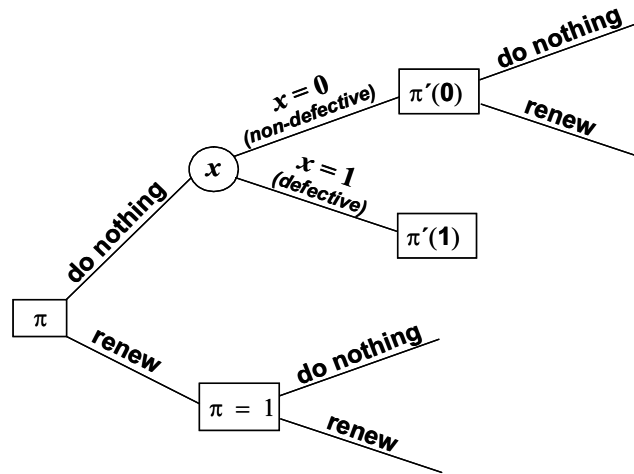 do nothing
x = 0
(non-defective)
π´(0)
renew
x
x = 1
(defective)
do nothing
π´(1)
π
renew
do nothing
π = 1
renew